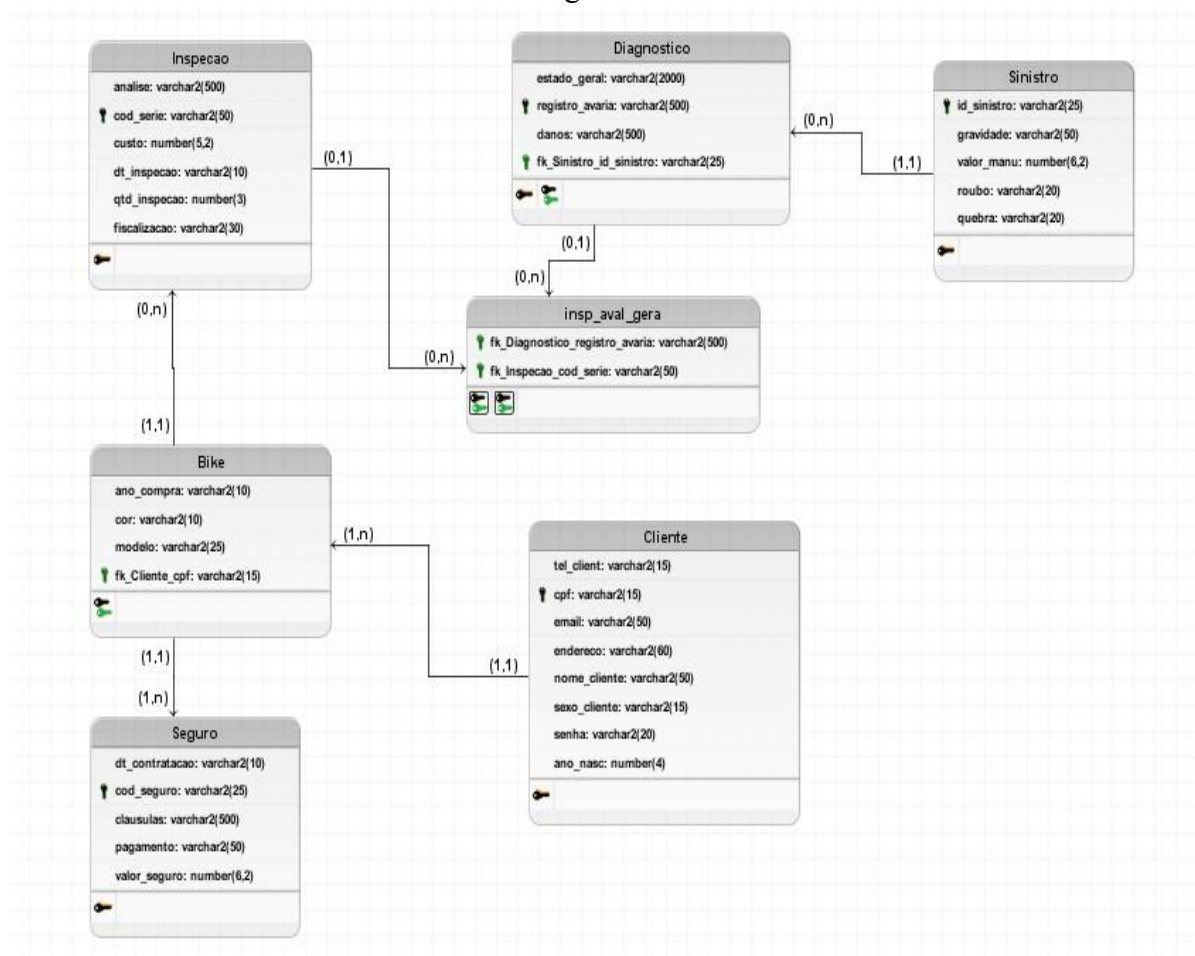 Inspecao
analise: varchar2(500)
cod_serie: varchar2(50)
custo: number(5,2)
dt_inspecao: varchar2(10)
qtd_inspecao: number(3)
fiscalizacao: varchar2(30)
Diagnostico
estado_geral: varchar2(2000)
registro_avaria: varchar2(500)
danos: varchar2(500)
fk_Sinistro_id_sinistro: varchar2(25)
Sinistro
id_sinistro: varchar2(25)
gravidade: varchar2(50)
valor_manu: number(6,2)
roubo: varchar2(20)
quebra: varchar2(20)
(0,n)
(1,1)
(0,1)
(0,1)
(0,n)
(0,n)
insp_aval_gera
fk_Diagnostico_registro_avaria: varchar2(500)
fk_Inspecao_cod_serie: varchar2(50)
(0,n)
(1,1)
Bike
ano_compra: varchar2(10)
cor: varchar2(10)
modelo: varchar2(25)
fk_Cliente_cpf: varchar2(15)
(1,n)
(1,1)
Cliente
tel_client: varchar2(15)
cpf: varchar2(15)
email: varchar2(50)
endereco: varchar2(60)
nome_cliente: varchar2(50)
sexo_cliente: varchar2(15)
senha: varchar2(20)
ano_nasc: number(4)
(1,1)
(1,n)
Seguro
dt_contratacao: varchar2(10)
cod_seguro: varchar2(25)
clausulas: varchar2(500)
pagamento: varchar2(50)
valor_seguro: number(6,2)